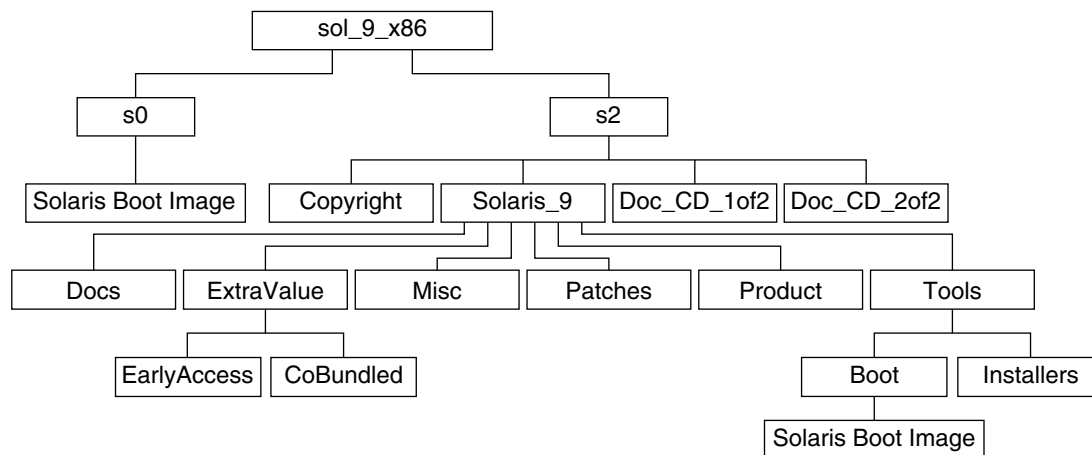 sol_9_x86
s0
s2
Solaris Boot Image
Copyright
Solaris_9
Doc_CD_1of2
Doc_CD_2of2
Docs
ExtraValue
Misc
Patches
Product
Tools
EarlyAccess
CoBundled
Boot
Installers
Solaris Boot Image